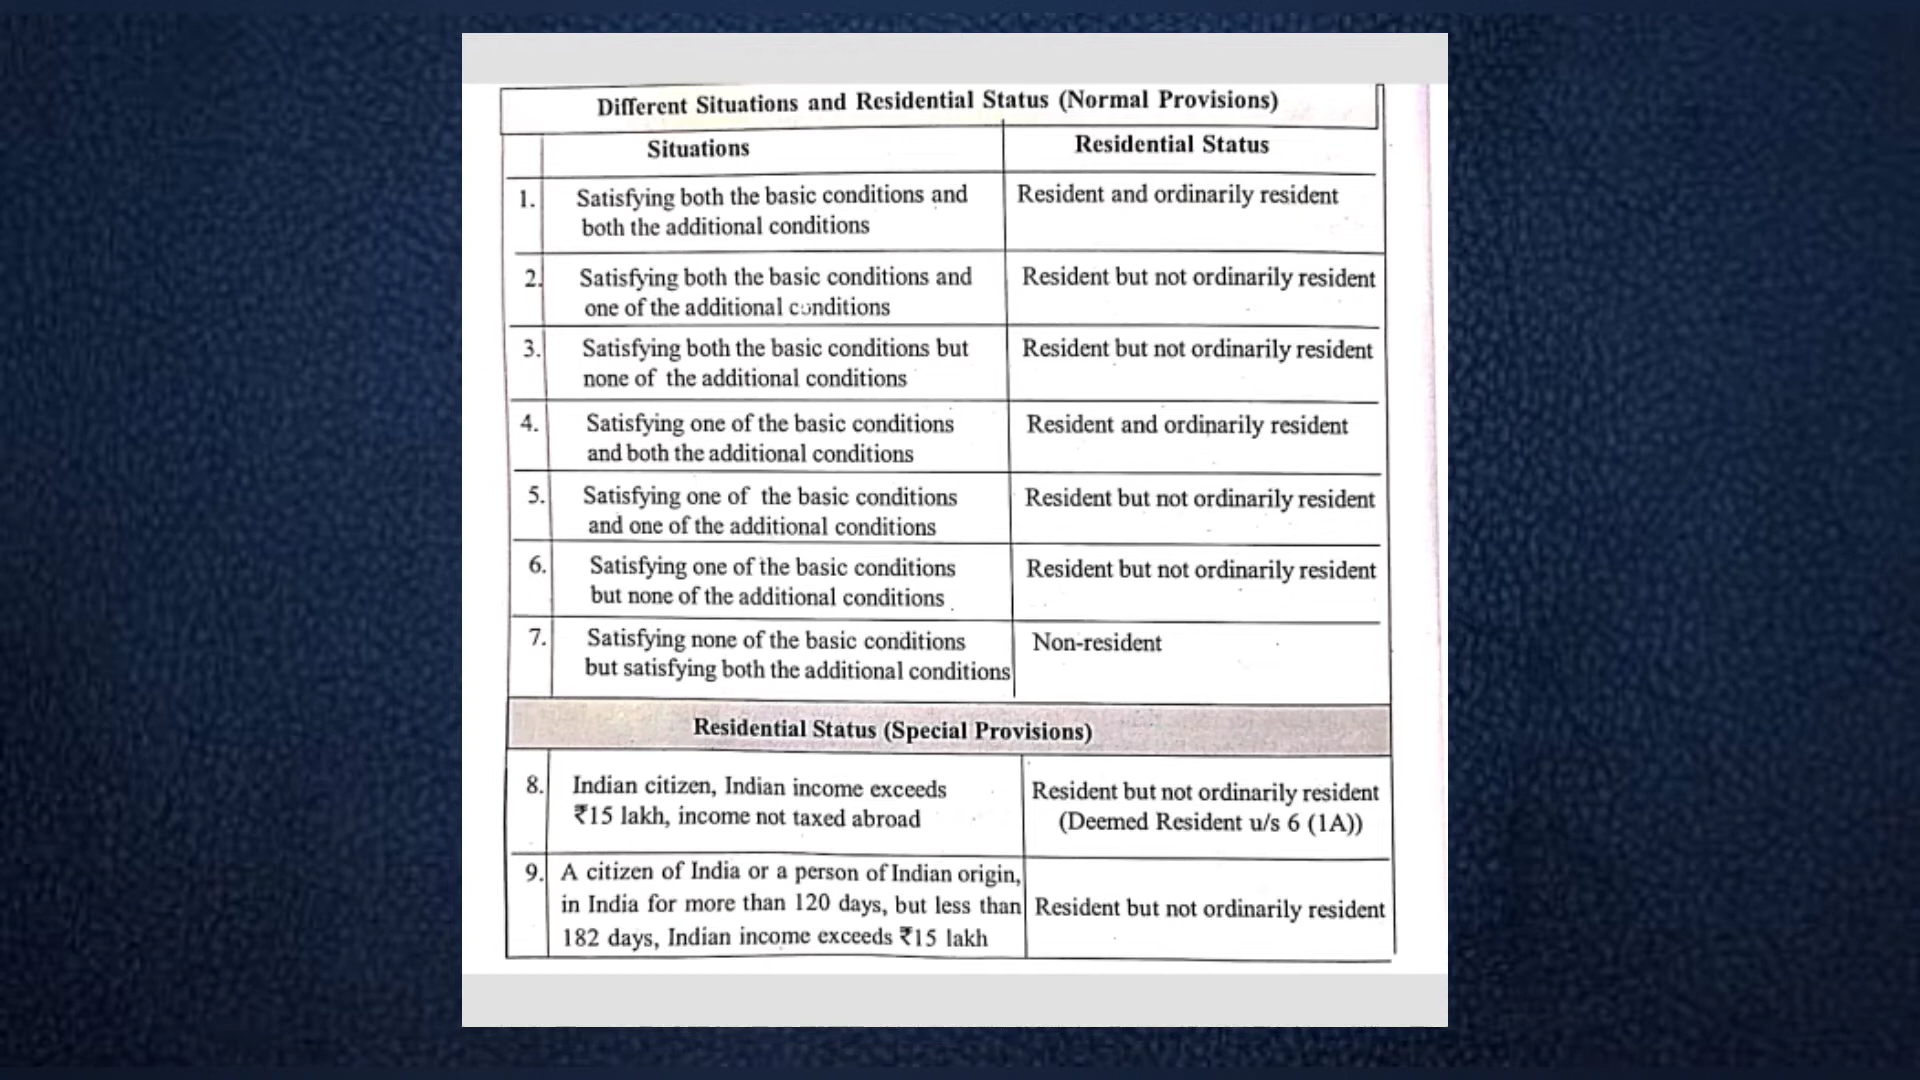 Different Situations and Residential Status (Normal Provisions)
Situations
Residential Status
1.
Satisfying both the basic conditions and
both the additional conditions
Resident and ordinarily resident
2.
Satisfying both the basic conditions and
one of the additional conditions
Resident but not ordinarily resident
3.
Satisfying both the basic conditions but
none of the additional conditions
Resident but not ordinarily resident
4.
Satisfying one of the basic conditions
and both the additional conditions
Resident and ordinarily resident
5.
Satisfying one of the basic conditions
and one of the additional conditions
Resident but not ordinarily resident
6.
Satisfying one of the basic conditions
but none of the additional conditions
Resident but not ordinarily resident
7.
Satisfying none of the basic conditions
but satisfying both the additional conditions
Non-resident
Residential Status (Special Provisions)
8.
Indian citizen, Indian income exceeds
₹15 lakh, income not taxed abroad
Resident but not ordinarily resident
(Deemed Resident u/s 6 (1A))
9.
A citizen of India or a person of Indian origin,
in India for more than 120 days, but less than
182 days, Indian income exceeds ₹15 lakh
Resident but not ordinarily resident